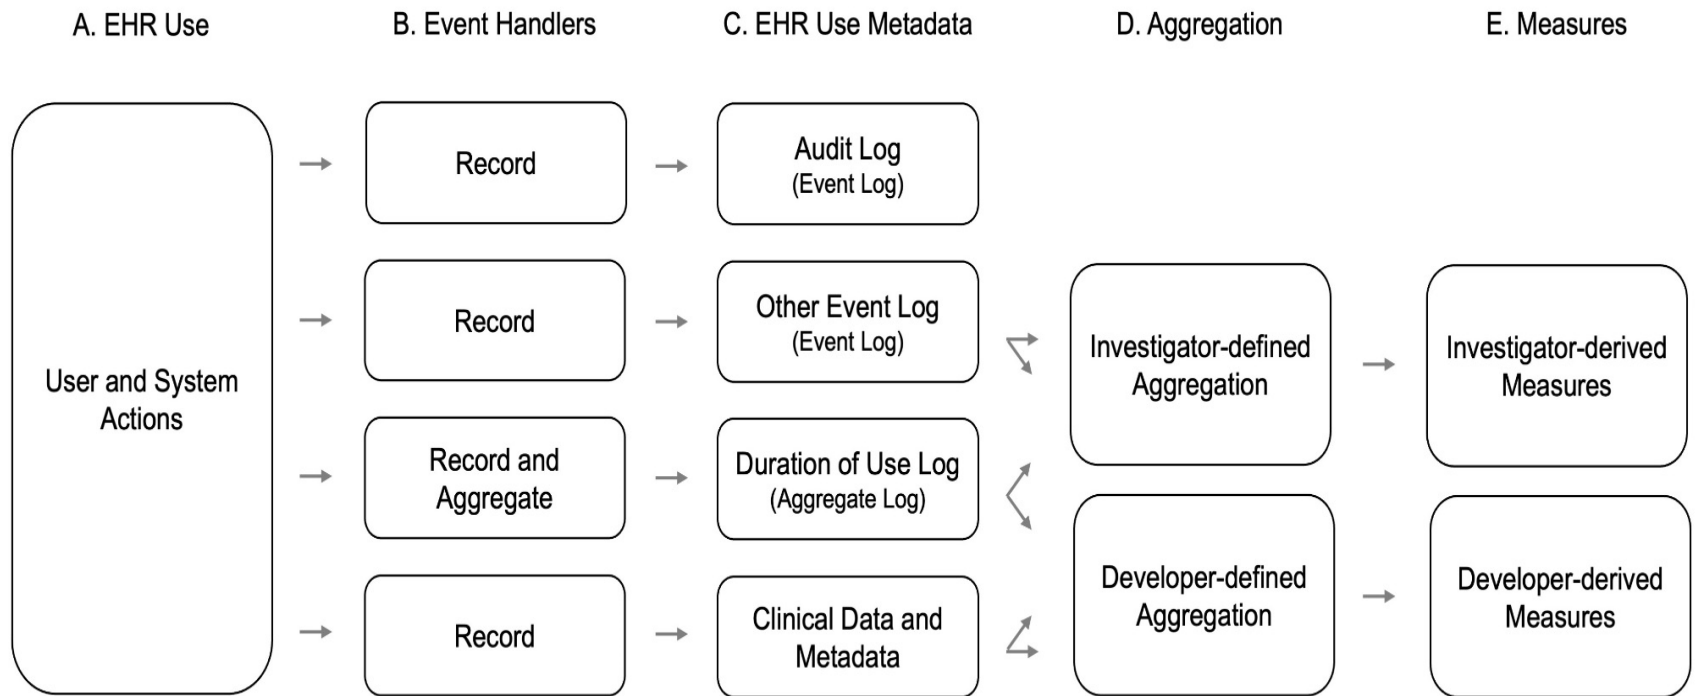 A. EHR Use
B. Event Handlers
C. EHR Use Metadata
D. Aggregation
E. Measures
User and System
Actions
Record
Record
Record and
Aggregate
Record
Audit Log
(Event Log)
Other Event Log
(Event Log)
Duration of Use Log
(Aggregate Log)
Clinical Data and
Metadata
Investigator-defined
Aggregation
Developer-defined
Aggregation
Investigator-derived
Measures
Developer-derived
Measures